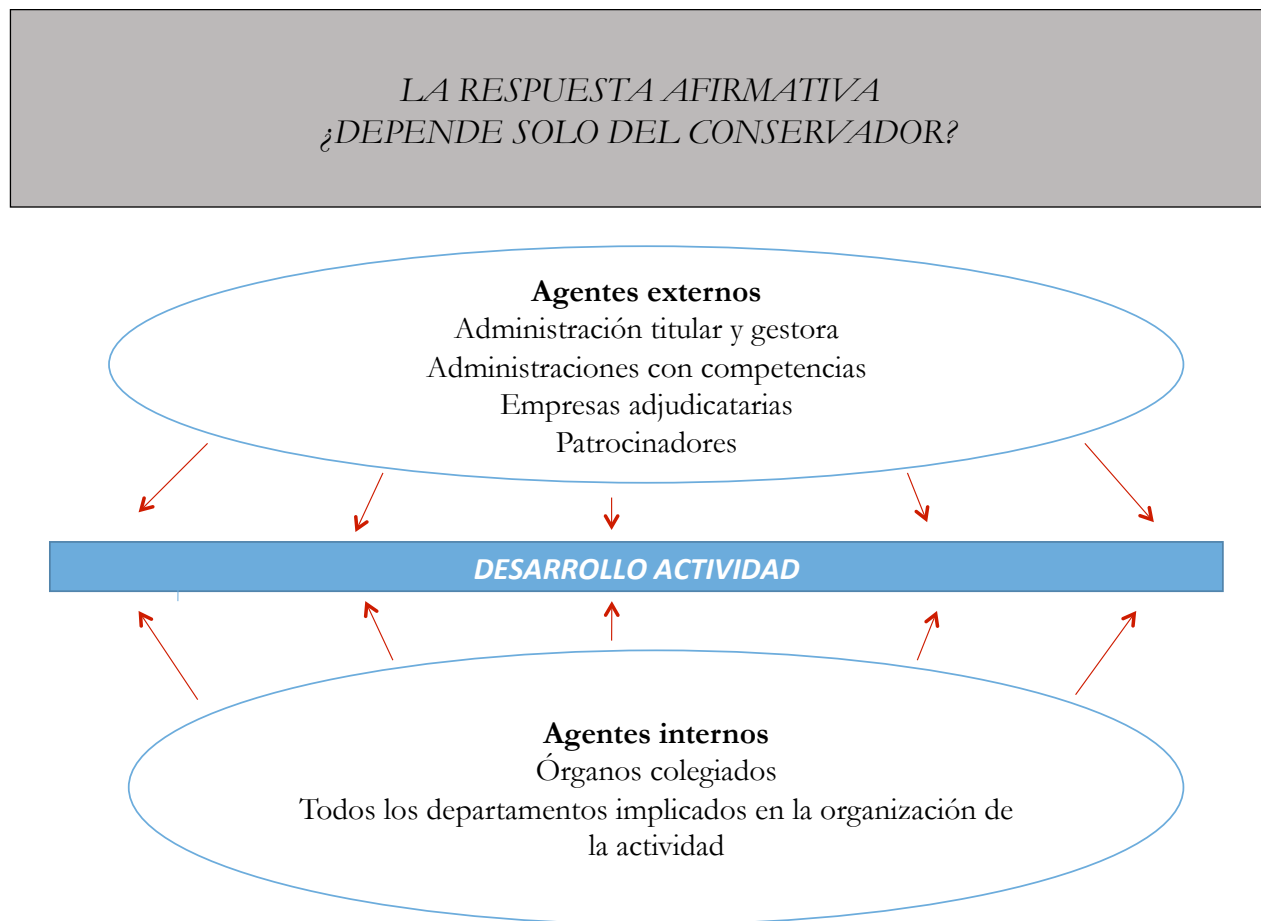 LA RESPUESTA AFIRMATIVA
¿DEPENDE SOLO DEL CONSERVADOR?
Agentes externos
Administración titular y gestora
Administraciones con competencias
Empresas adjudicatarias
Patrocinadores
DESARROLLO ACTIVIDAD
Agentes internos
Órganos colegiados
Todos los departamentos implicados en la organización de
la actividad